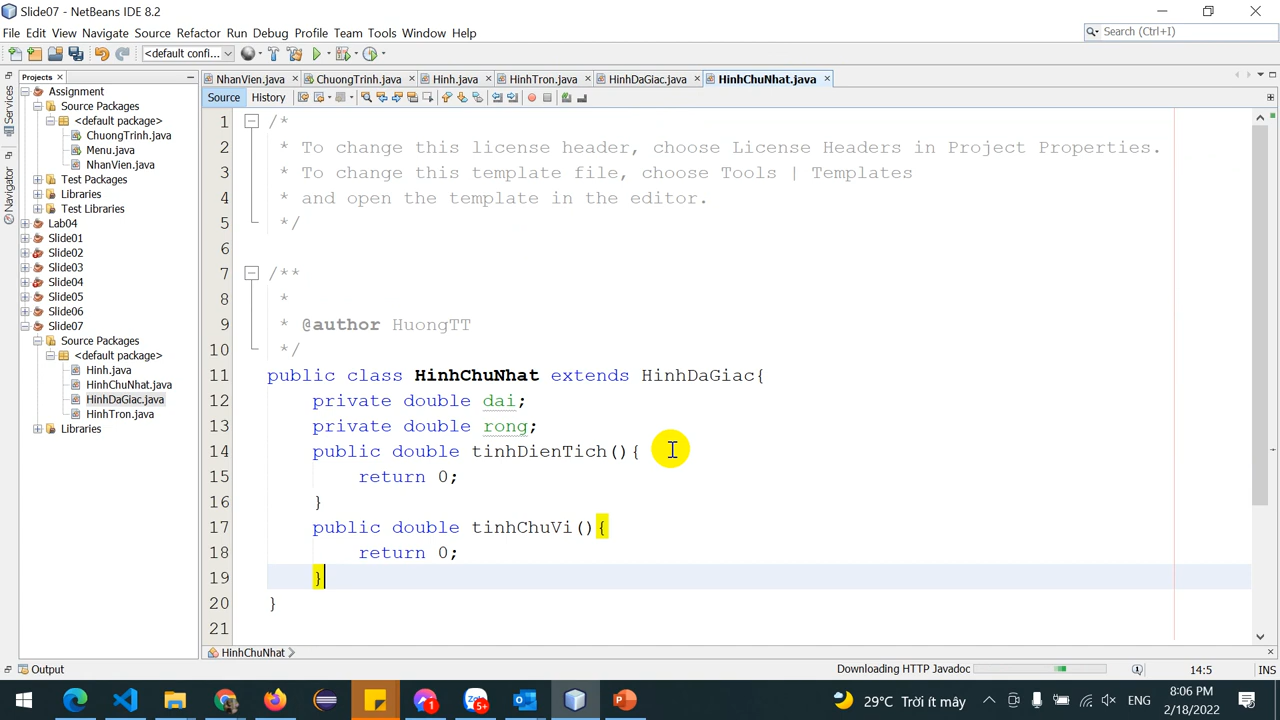 Slide07 - NetBeans IDE 8.2
File Edit View Navigate Source Refactor Run Debug Profile Team Tools Window Help
Search (Ctrl+I)
<default confi...
Projects
NhanVien.java ChuongTrinh.java Hinh.java HinhTron.java HinhDaGiac.java HinhChuNhat.java
Source History
Services
Navigator
Assignment
Source Packages
<default package>
ChuongTrinh.java
Menu.java
NhanVien.java
Test Packages
Libraries
Test Libraries
Lab04
Slide01
Slide02
Slide03
Slide04
Slide05
Slide06
Slide07
Source Packages
<default package>
Hinh.java
HinhChuNhat.java
HinhDaGiac.java
HinhTron.java
Libraries
1 /*
2 * To change this license header, choose License Headers in Project Properties.
3 * To change this template file, choose Tools | Templates
4 * and open the template in the editor.
5 */
6
7 /**
8 *
9 * @author HuongTT
10 */
11 public class HinhChuNhat extends HinhDaGiac{
12 private double dai;
13 private double rong;
14 public double tinhDienTich(){
15 return 0;
16 }
17 public double tinhChuVi(){
18 return 0;
19 }
20 }
21
HinhChuNhat
Output
Downloading HTTP Javadoc
14:5
INS
1
5+
29°C Trời ít mây
ENG
8:06 PM
2/18/2022